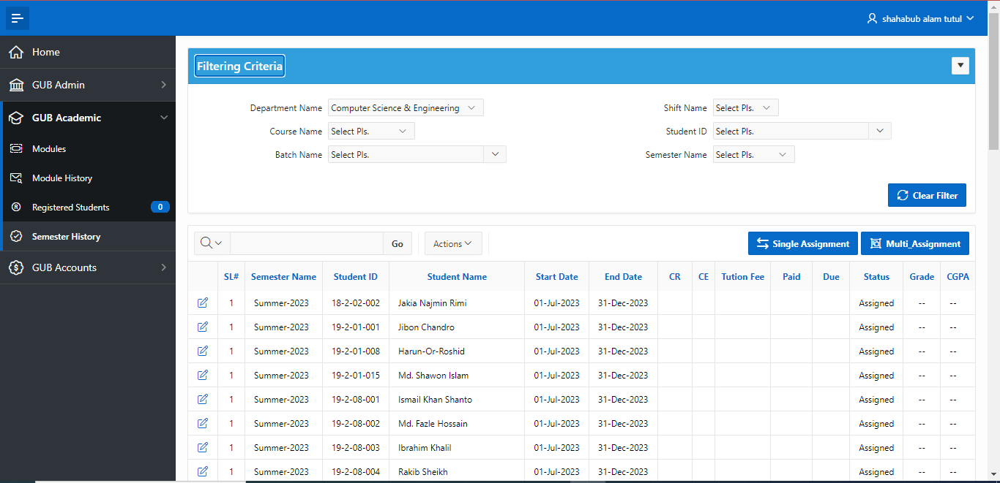 shahabub alam tutul
Home
GUB Admin
GUB Academic
Modules
Module History
Registered Students 0
Semester History
GUB Accounts
Filtering Criteria
Department Name Computer Science & Engineering Shift Name Select Pls.
Course Name Select Pls. Student ID Select Pls.
Batch Name Select Pls. Semester Name Select Pls.
Clear Filter
Go Actions Single Assignment Multi_Assignment
SL# Semester Name Student ID Student Name Start Date End Date CR CE Tution Fee Paid Due Status Grade CGPA
1 Summer-2023 18-2-02-002 Jakia Najmin Rimi 01-Jul-2023 31-Dec-2023 Assigned -- --
1 Summer-2023 19-2-01-001 Jibon Chandro 01-Jul-2023 31-Dec-2023 Assigned -- --
1 Summer-2023 19-2-01-008 Harun-Or-Roshid 01-Jul-2023 31-Dec-2023 Assigned -- --
1 Summer-2023 19-2-01-015 Md. Shawon Islam 01-Jul-2023 31-Dec-2023 Assigned -- --
1 Summer-2023 19-2-08-001 Ismail Khan Shanto 01-Jul-2023 31-Dec-2023 Assigned -- --
1 Summer-2023 19-2-08-002 Md. Fazle Hossain 01-Jul-2023 31-Dec-2023 Assigned -- --
1 Summer-2023 19-2-08-003 Ibrahim Khalil 01-Jul-2023 31-Dec-2023 Assigned -- --
1 Summer-2023 19-2-08-004 Rakib Sheikh 01-Jul-2023 31-Dec-2023 Assigned -- --